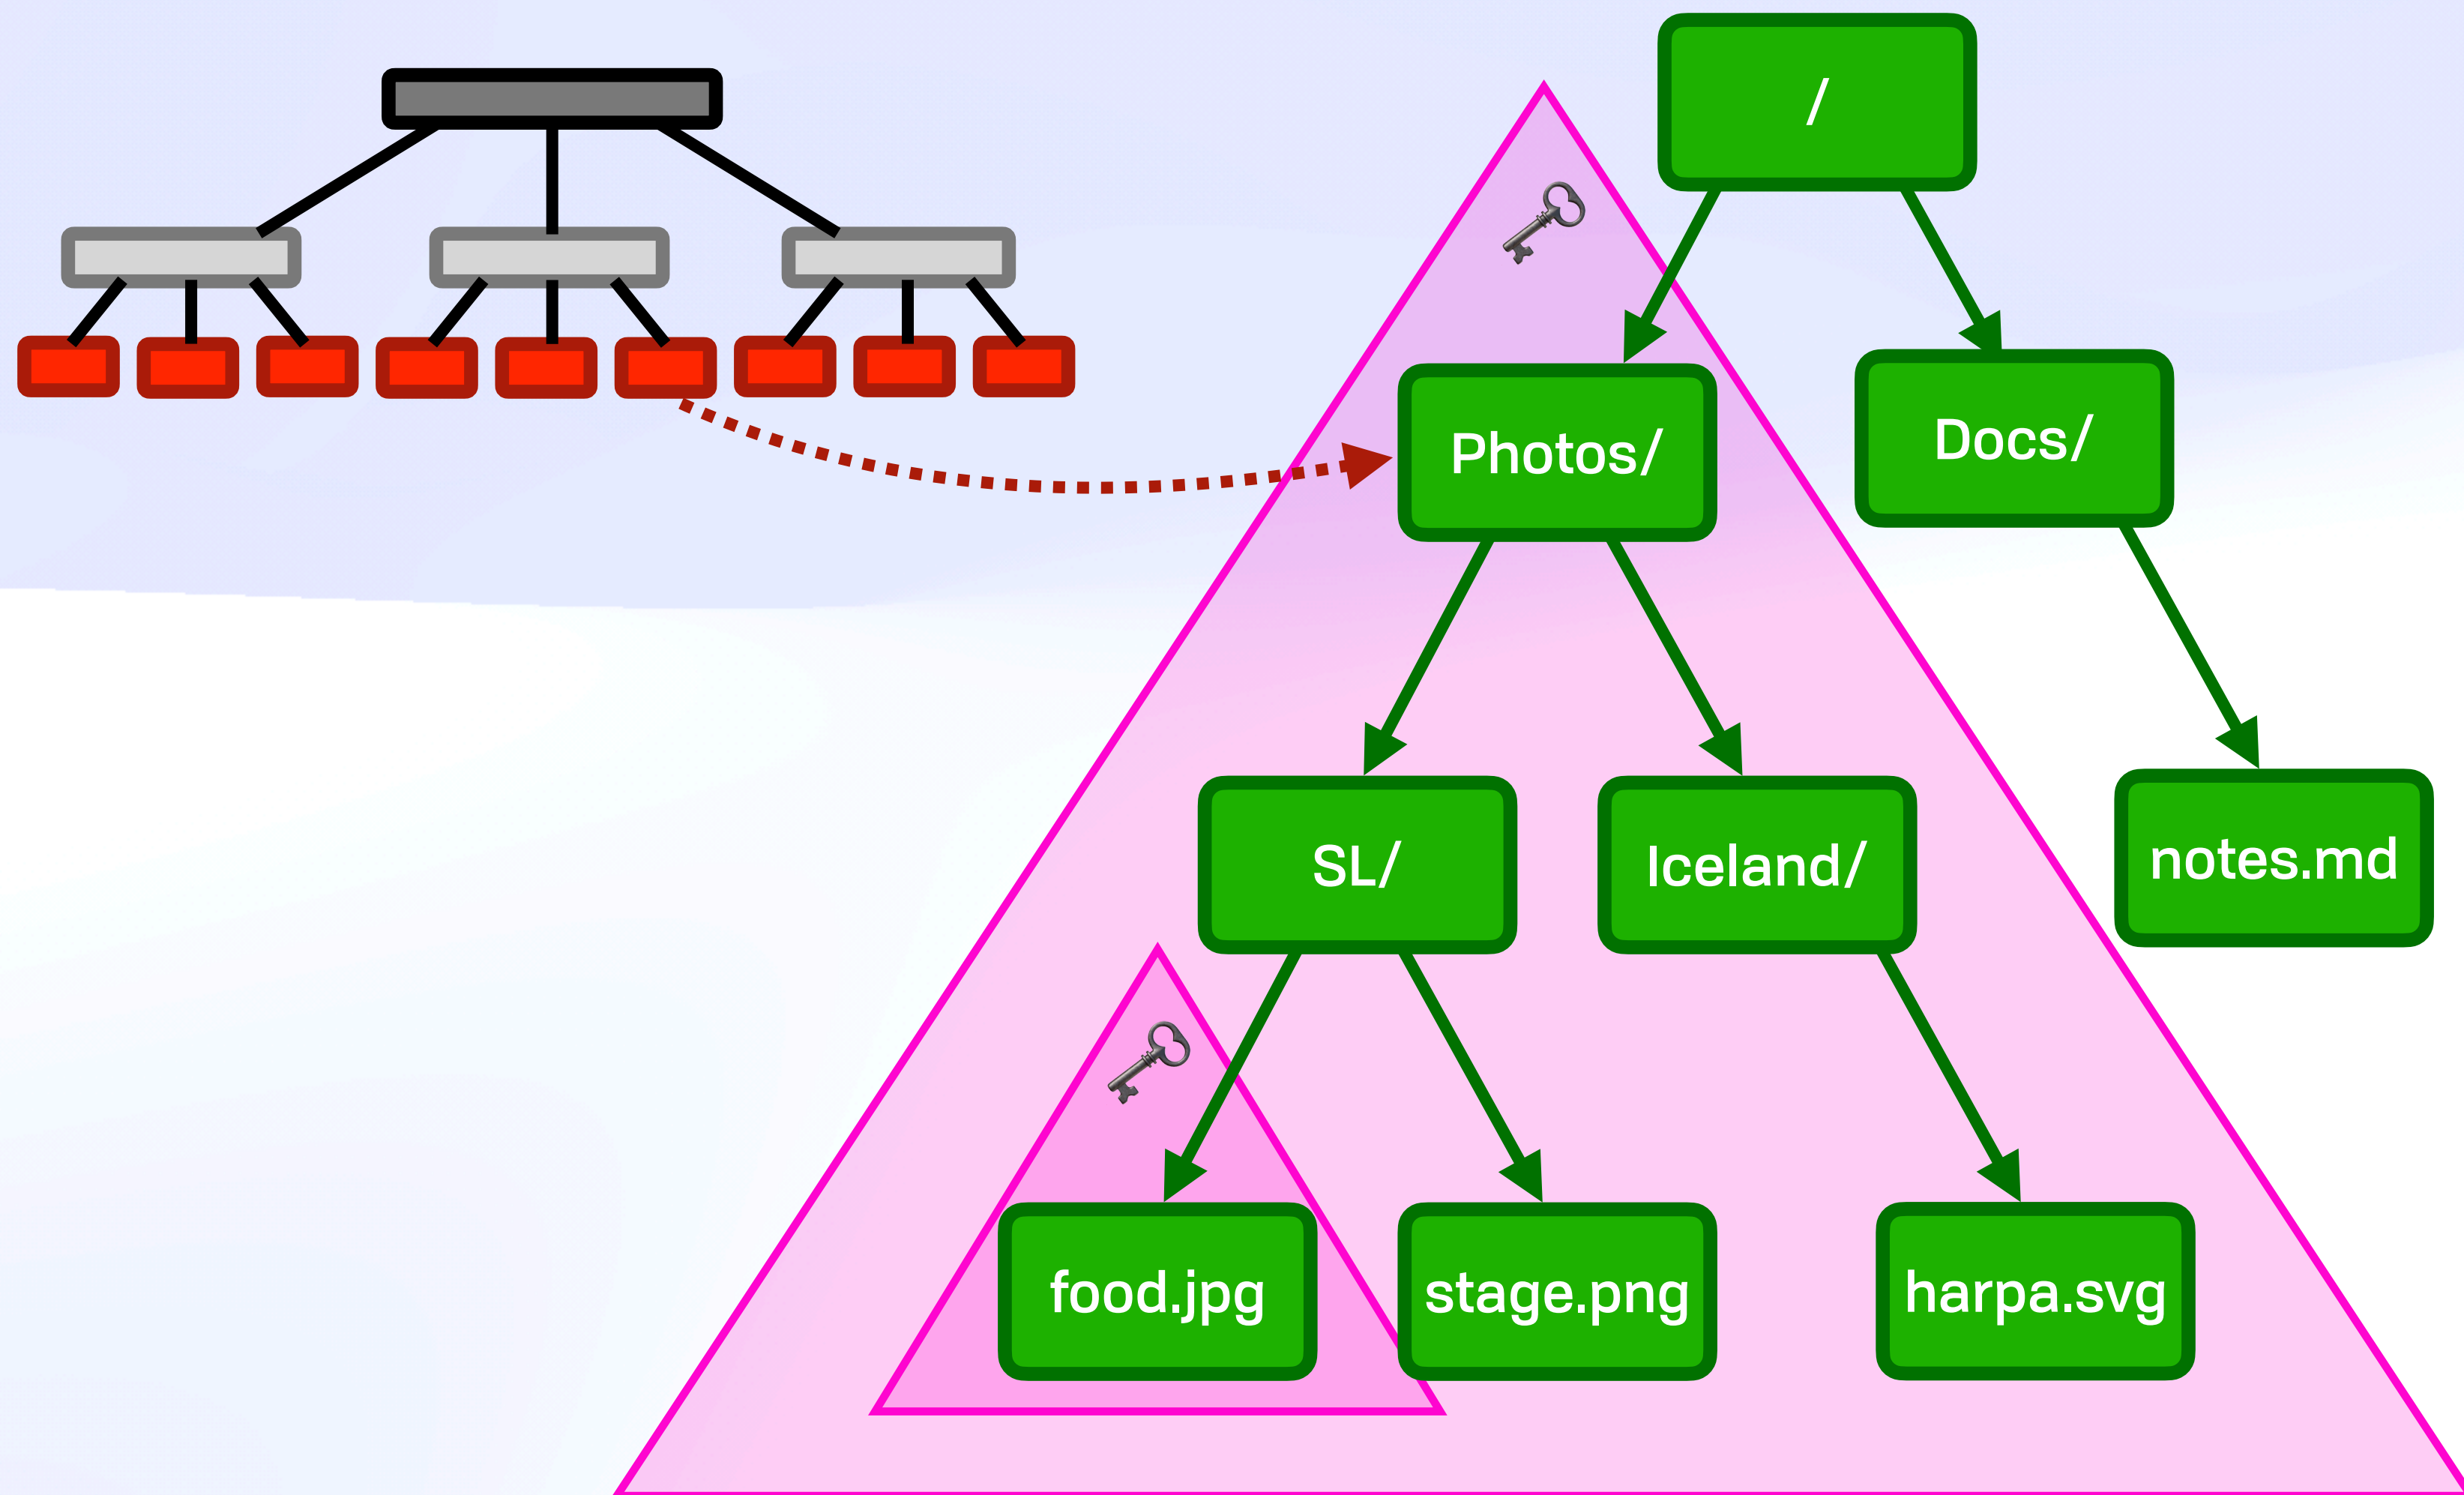 /
Photos/
Docs/
SL/
Iceland/
notes.md
food.jpg
stage.png
harpa.svg